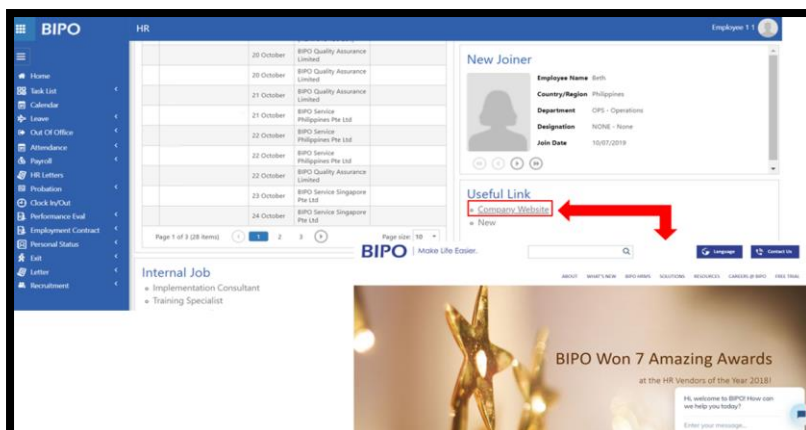 BIPO
HR
Employee 1 1
Home
Task List
Calendar
Leave
Out Of Office
Attendance
Payroll
HR Letters
Probation
Clock In/Out
Performance Eval
Employment Contract
Personal Status
Exit
Letter
Recruitment
20 October
BIPO Quality Assurance
Limited
20 October
BIPO Quality Assurance
Limited
21 October
BIPO Quality Assurance
Limited
21 October
BIPO Service
Philippines Pte Ltd
22 October
BIPO Service
Philippines Pte Ltd
22 October
BIPO Service
Philippines Pte Ltd
22 October
BIPO Quality Assurance
Limited
23 October
BIPO Service Singapore
Pte Ltd
24 October
BIPO Service Singapore
Pte Ltd
Page 1 of 3 (28 items)
1 2 3
Page size: 10
Internal Job
Implementation Consultant
Training Specialist
New Joiner
Employee Name Beth
Country/Region Philippines
Department OPS - Operations
Designation NONE - None
Join Date 10/07/2019
Useful Link
Company Website
New
BIPO Make Life Easier.
Language
Contact Us
ABOUT WHAT'S NEW BIPO HRMS SOLUTIONS RESOURCES CAREERS @ BIPO FREE TRIAL
BIPO Won 7 Amazing Awards
at the HR Vendors of the Year 2018!
Hi, welcome to BIPO! How can
we help you today?
Enter your message...